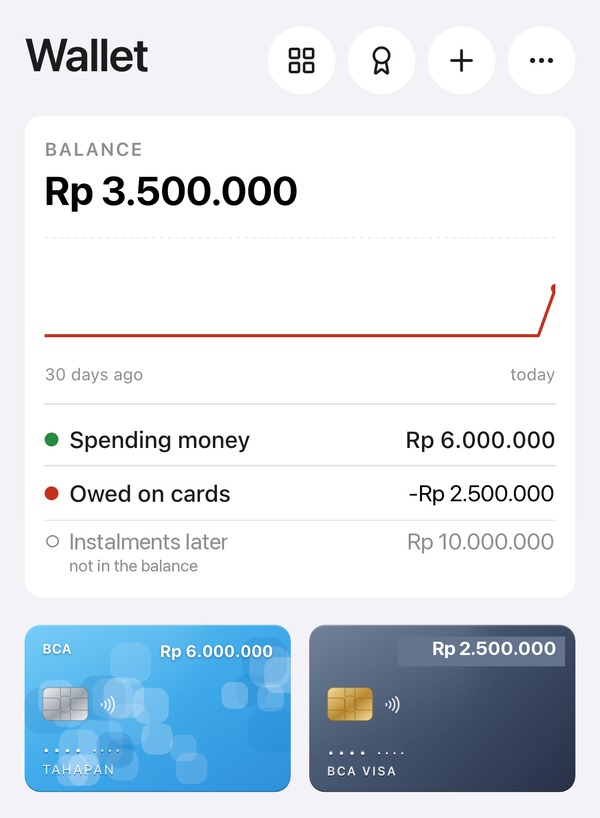 Wallet
BALANCE
Rp 3.500.000
30 days ago today
Spending money Rp 6.000.000
Owed on cards -Rp 2.500.000
Instalments later Rp 10.000.000
not in the balance
BCA Rp 6.000.000
•••• ••••
TAHAPAN
Rp 2.500.000
•••• ••••
BCA VISA